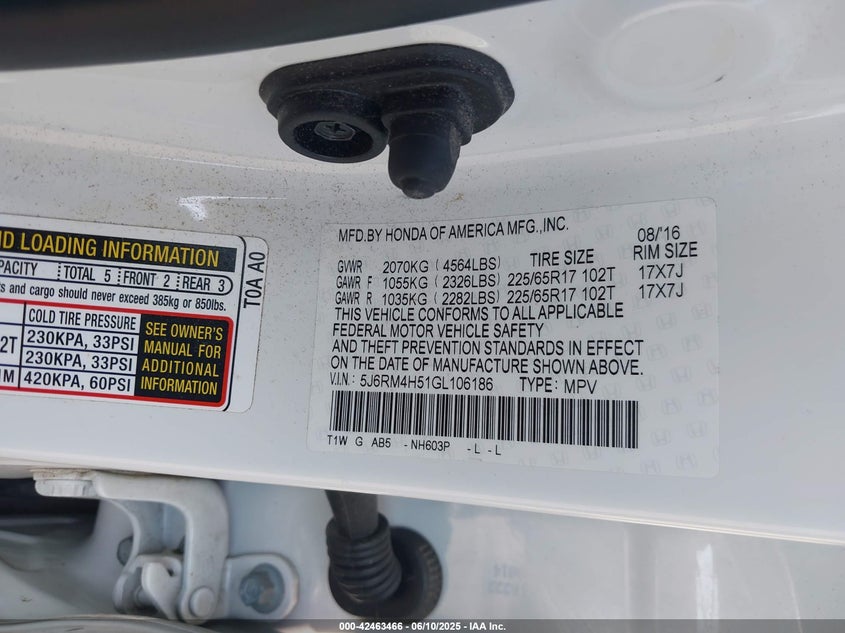 ND LOADING INFORMATION
PACITY TOTAL 5 FRONT 2 REAR 3
s and cargo should never exceed 385kg or 850lbs.
COLD TIRE PRESSURE
2T 230KPA, 33PSI
230KPA, 33PSI
M 420KPA, 60PSI
SEE OWNER'S
MANUAL FOR
ADDITIONAL
INFORMATION
T0A A0
MFD.BY HONDA OF AMERICA MFG.,INC. 08/'16
GVWR 2070KG (4564LBS) TIRE SIZE RIM SIZE
GAWR F 1055KG (2326LBS) 225/65R17 102T 17X7J
GAWR R 1035KG (2282LBS) 225/65R17 102T 17X7J
THIS VEHICLE CONFORMS TO ALL APPLICABLE
FEDERAL MOTOR VEHICLE SAFETY
AND THEFT PREVENTION STANDARDS IN EFFECT
ON THE DATE OF MANUFACTURE SHOWN ABOVE.
V.I.N.: 5J6RM4H51GL106186 TYPE: MPV
T1W G AB5 -NH603P -L -L
000-42463466 - 06/10/2025 - IAA Inc.